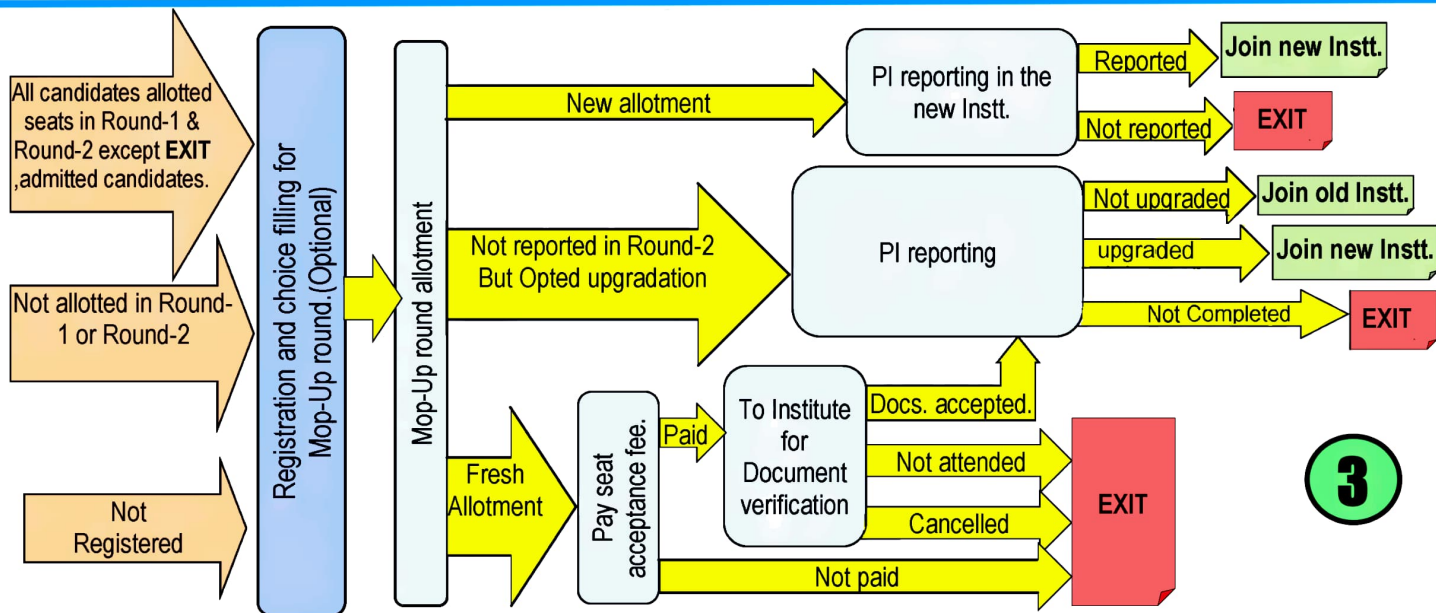 All candidates allotted
seats in Round-1 &
Round-2 except EXIT
,admitted candidates.
Not allotted in Round-
1 or Round-2
Not
Registered
Registration and choice filling for
Mop-Up round.(Optional)
Mop-Up round allotment
New allotment
PI reporting in the
new Instt.
Reported
Join new Instt.
Not reported
EXIT
Not reported in Round-2
But Opted upgradation
PI reporting
Not upgraded
Join old Instt.
upgraded
Join new Instt.
Not Completed
EXIT
Fresh
Allotment
Pay seat
acceptance fee.
Paid
To Institute
for
Document
verification
Docs. accepted.
Not attended
Cancelled
Not paid
EXIT
3